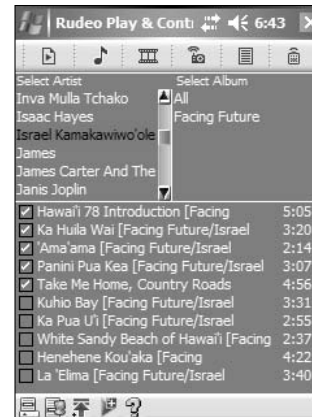 Rudeo Play & Conti 6:43
Select Artist Select Album
Inva Mulla Tchako All
Isaac Hayes Facing Future
Israel Kamakawiwo'ole
James
James Carter And The
Janis Joplin
Hawai'i 78 Introduction [Facing 5:05
Ka Huila Wai [Facing Future/Israel 3:20
'Ama'ama [Facing Future/Israel 2:14
Panini Pua Kea [Facing Future/Israel 3:07
Take Me Home, Country Roads 4:56
Kuhio Bay [Facing Future/Israel 3:31
Ka Pua U'i [Facing Future/Israel 2:55
White Sandy Beach of Hawai'i [Facing 2:37
Henehene Kou'aka [Facing 4:22
La 'Elima [Facing Future/Israel 3:40